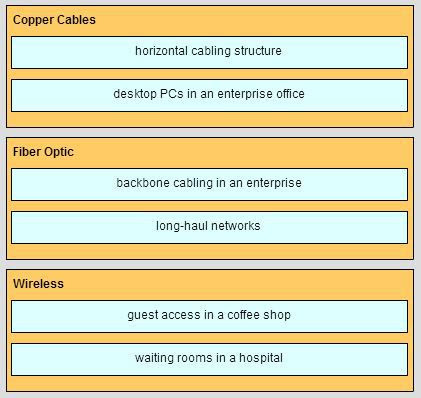 Copper Cables
horizontal cabling structure
desktop PCs in an enterprise office
Fiber Optic
backbone cabling in an enterprise
long-haul networks
Wireless
guest access in a coffee shop
waiting rooms in a hospital